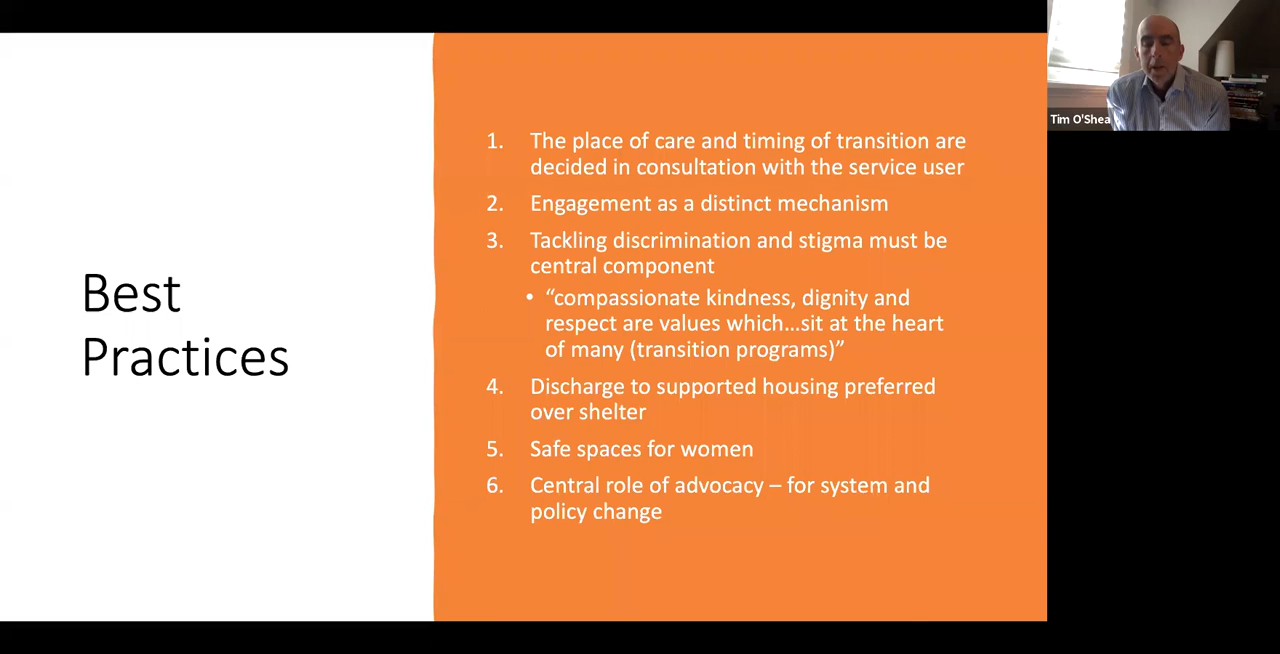 Best
Practices
1. The place of care and timing of transition are
decided in consultation with the service user
2. Engagement as a distinct mechanism
3. Tackling discrimination and stigma must be
central component
• “compassionate kindness, dignity and
respect are values which...sit at the heart
of many (transition programs)”
4. Discharge to supported housing preferred
over shelter
5. Safe spaces for women
6. Central role of advocacy – for system and
policy change
Tim O'Shea